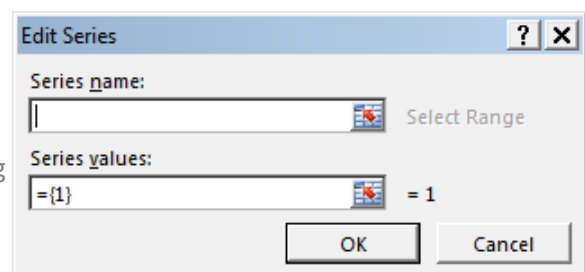 Edit Series
Series name:
Select Range
Series values:
={1}
= 1
OK
Cancel